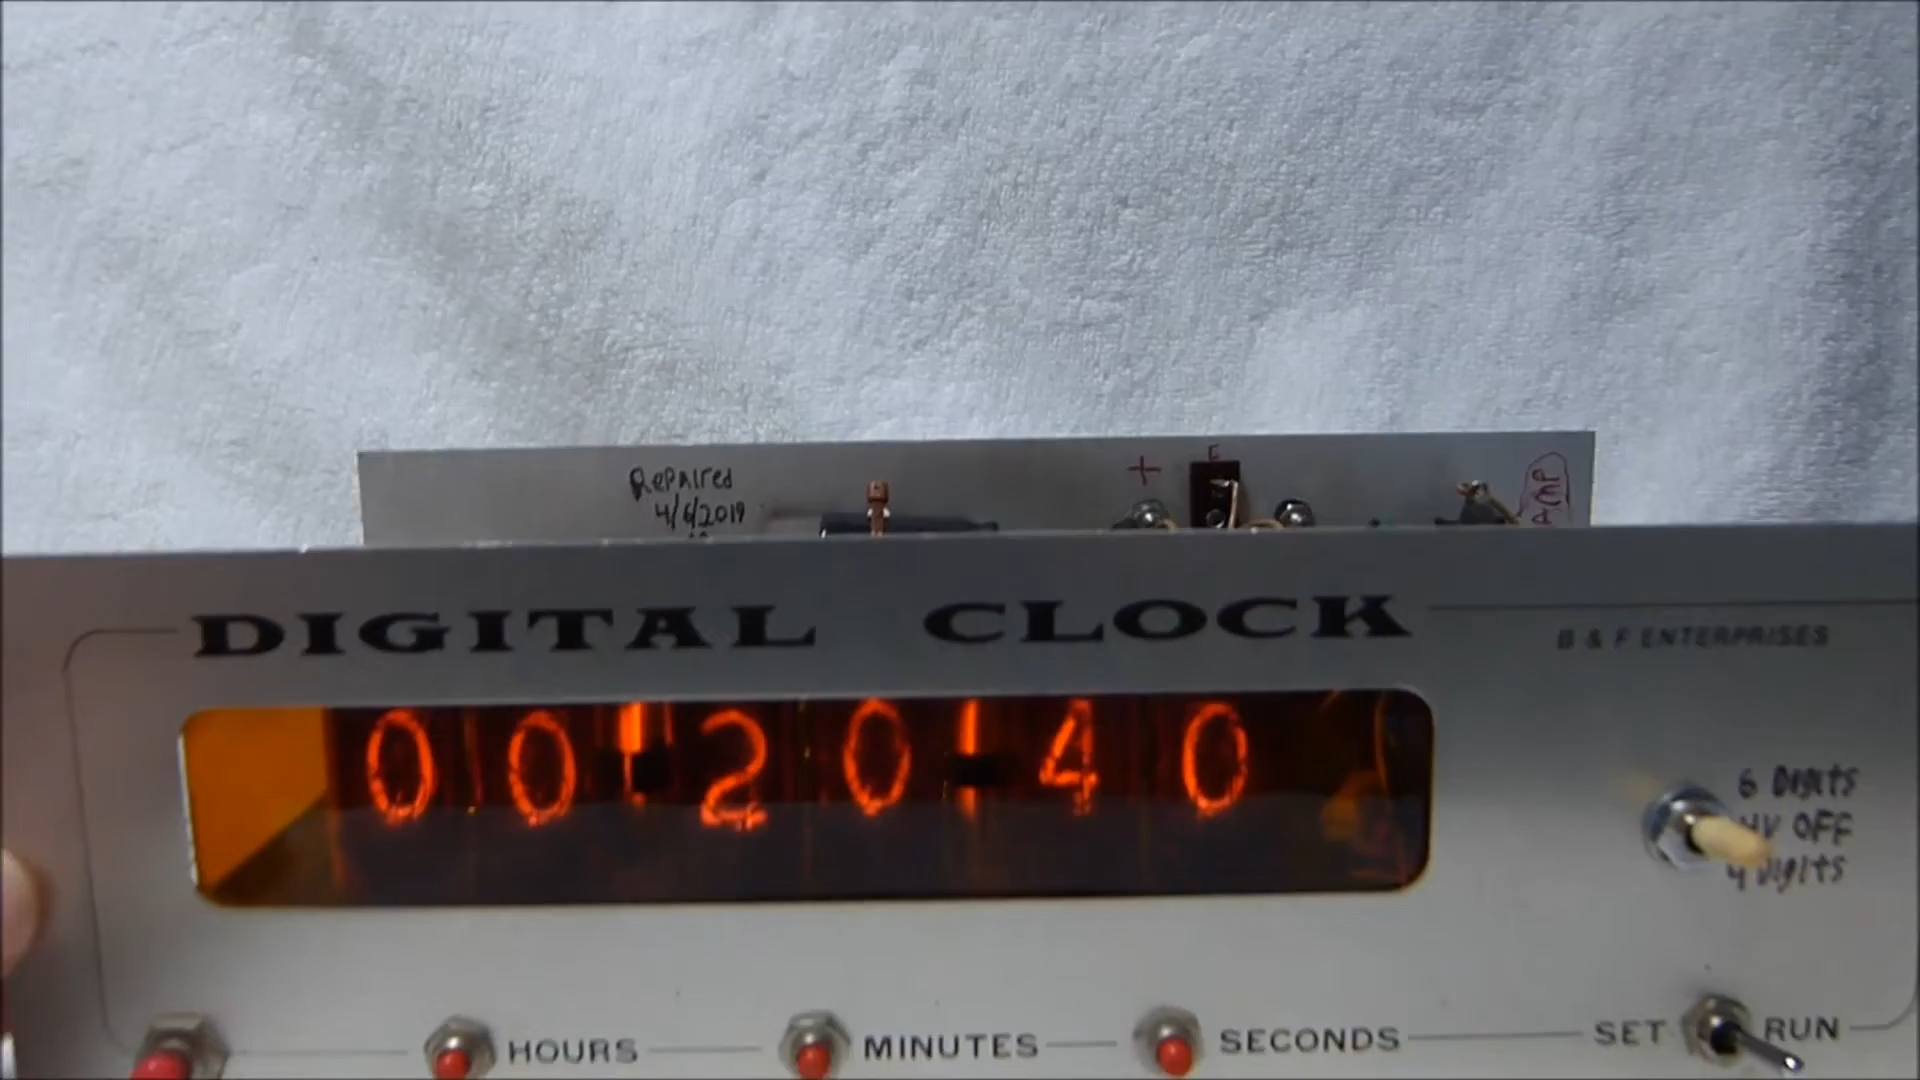 Repaired
4/6/2019
+
E
AMP
DIGITAL CLOCK
B & F ENTERPRISES
00 20 40
6 Digits
HV OFF
4 Digits
HOURS
MINUTES
SECONDS
SET
RUN